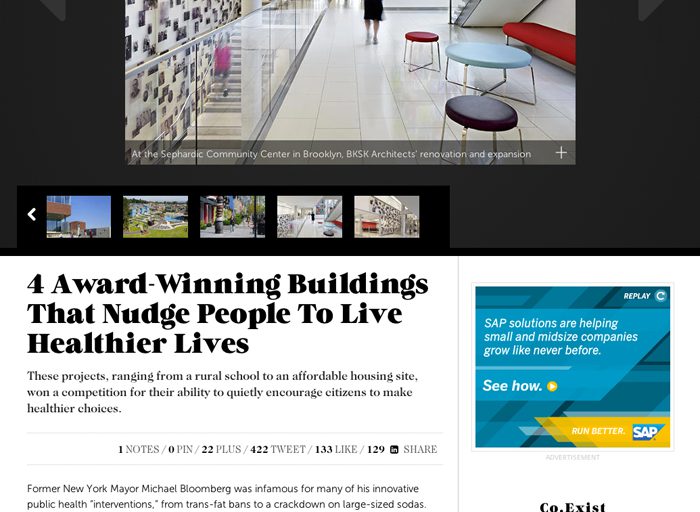 At the Sephardic Community Center in Brooklyn, BKSK Architects' renovation and expansion
4 Award-Winning Buildings
That Nudge People To Live
Healthier Lives
These projects, ranging from a rural school to an affordable housing site,
won a competition for their ability to quietly encourage citizens to make
healthier choices.
1 NOTES / 0 PIN / 22 PLUS / 422 TWEET / 133 LIKE / 129 in SHARE
Former New York Mayor Michael Bloomberg was infamous for many of his innovative
public health "interventions," from trans-fat bans to a crackdown on large-sized sodas.
REPLAY
SAP solutions are helping
small and midsize companies
grow like never before.
See how.
RUN BETTER.
SAP
ADVERTISEMENT
Co.Exist